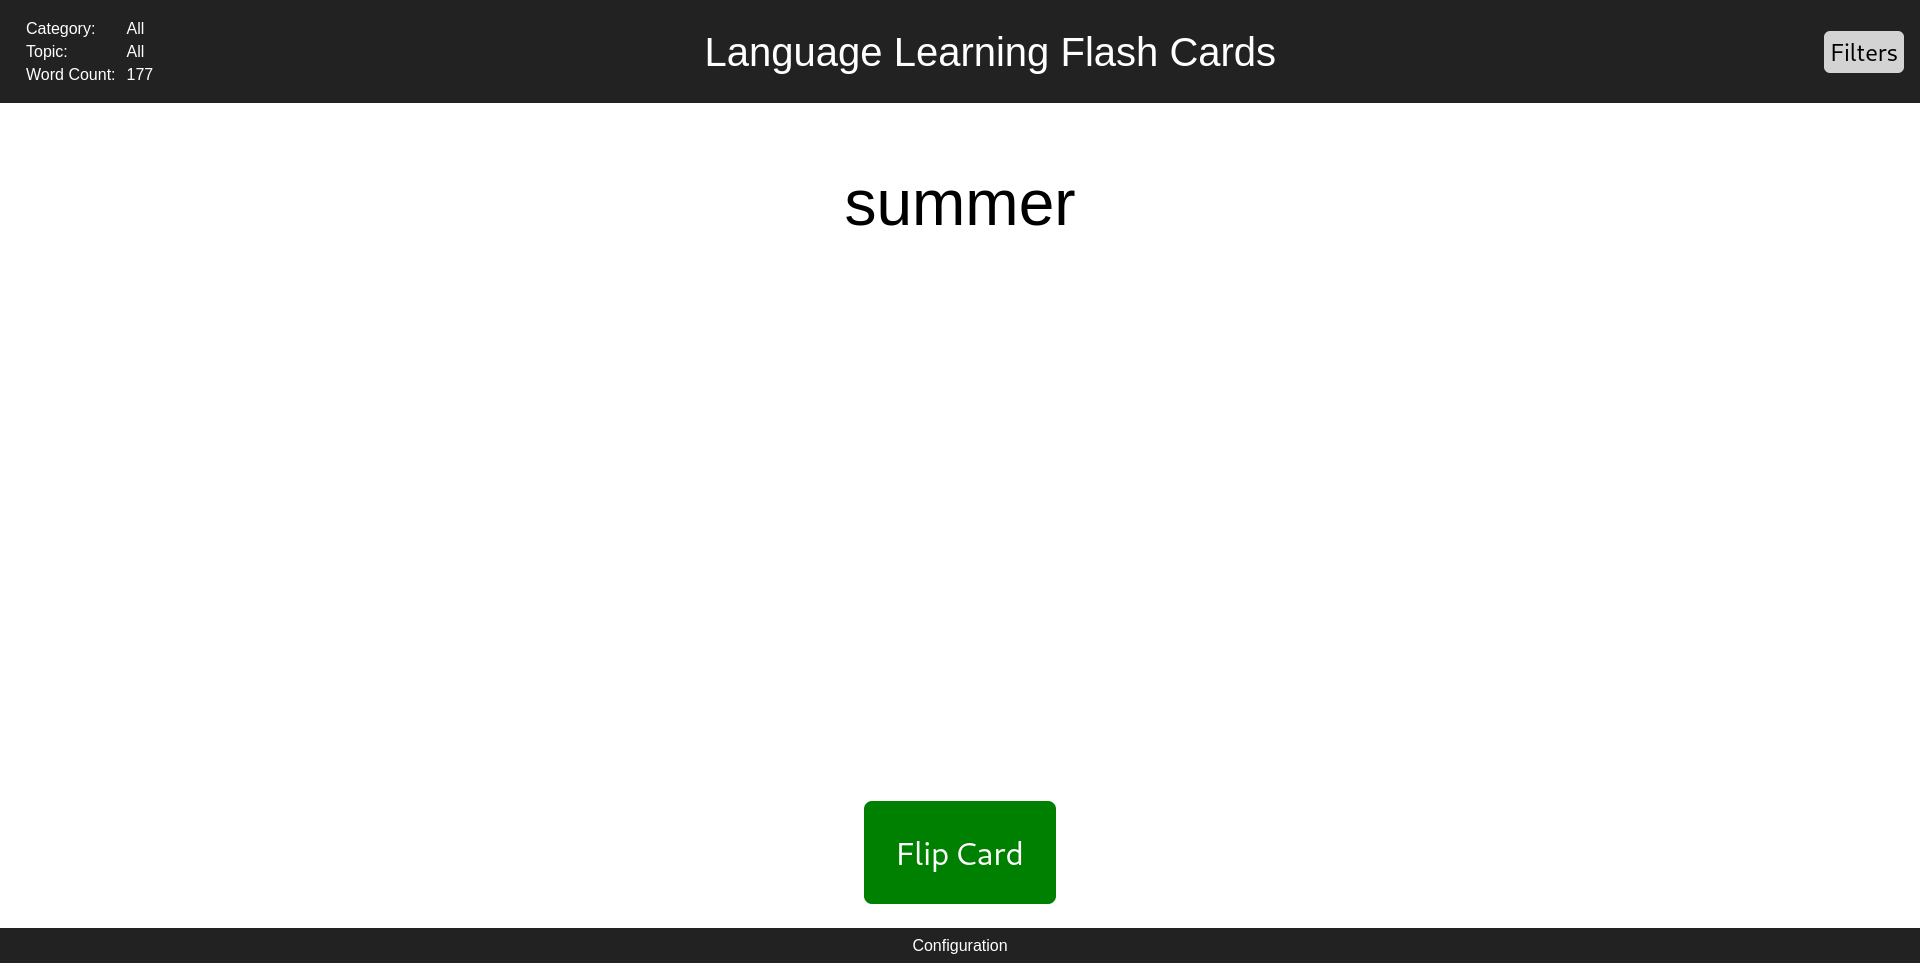 Category: All
Topic: All
Word Count: 177
Language Learning Flash Cards
Filters
summer
Flip Card
Configuration